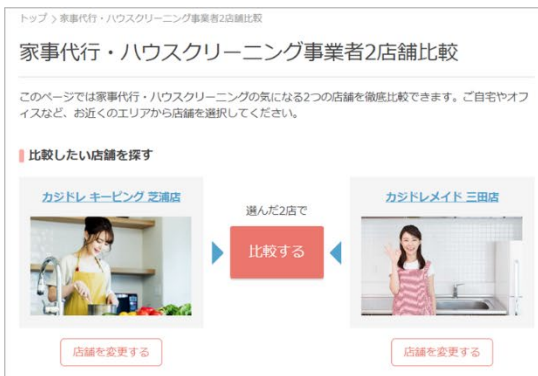 トップ > 家事代行・ハウスクリーニング事業者2店舗比較
家事代行・ハウスクリーニング事業者2店舗比較
このページでは家事代行・ハウスクリーニングの気になる2つの店舗を徹底比較できます。ご自宅やオフ
ィスなど、お近くのエリアから店舗を選択してください。
比較したい店舗を探す
カジドレ キーピング 芝浦店
選んだ2店で
比較する
カジドレメイド 三田店
店舗を変更する
店舗を変更する